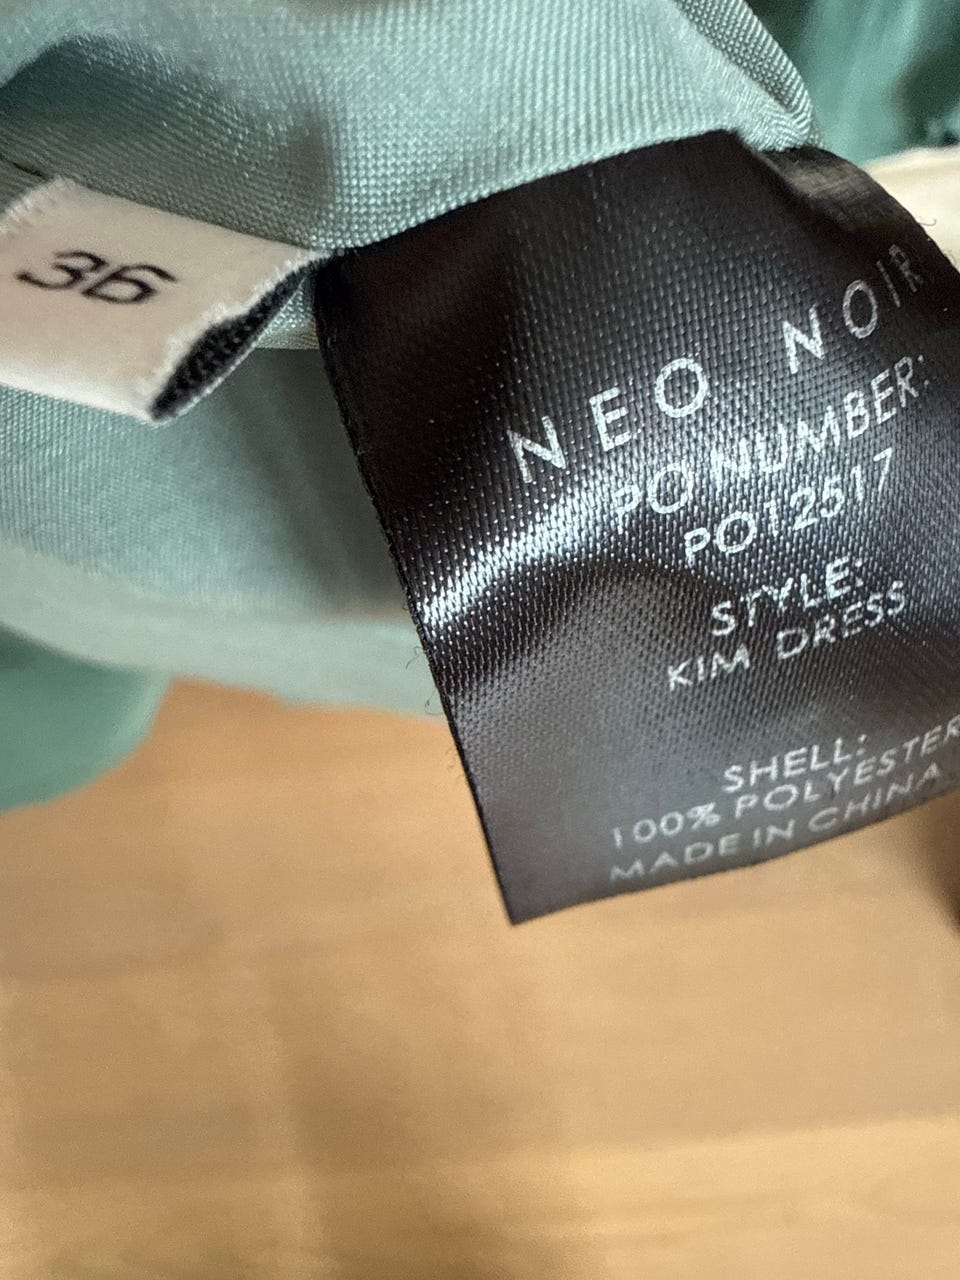 36
NEO NOIR
PO NUMBER:
PO12517
STYLE:
KIM DRESS
SHELL:
100% POLYESTER
MADE IN CHINA